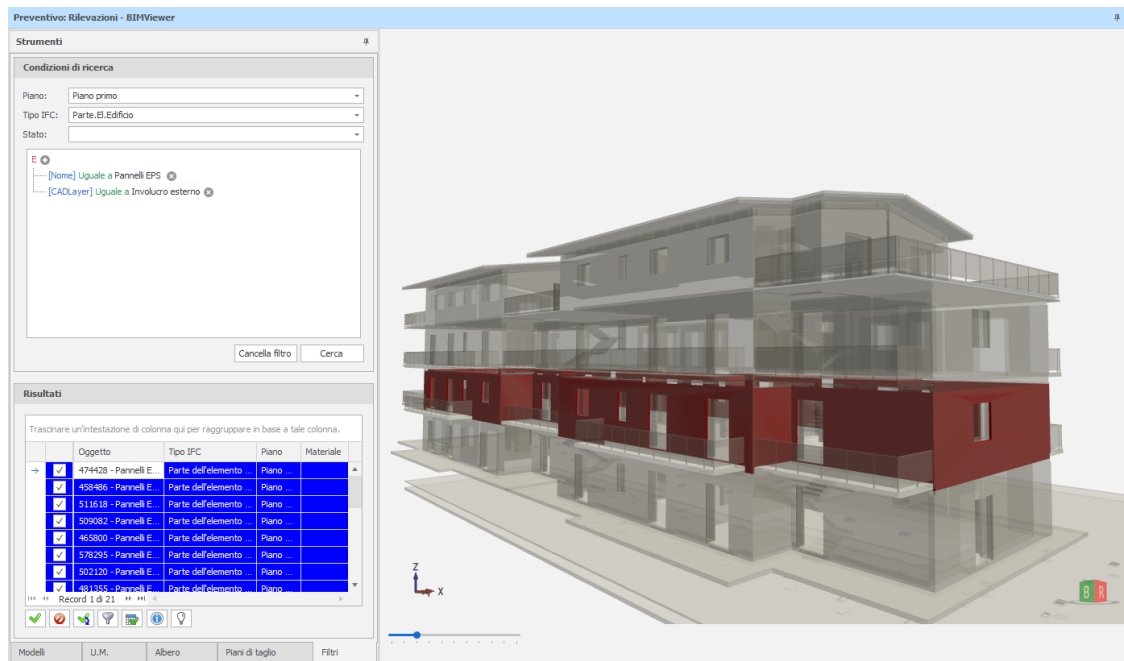 Preventivo: Rilevazioni - BIMViewer
Strumenti
Condizioni di ricerca
Piano: Piano primo
Tipo IFC: Parte.El.Edificio
Stato:
E
[Nome] Uguale a Pannelli EPS
[CADLayer] Uguale a Involucro esterno
Cancella filtro Cerca
Risultati
Trascinare un'intestazione di colonna qui per raggruppare in base a tale colonna.
Oggetto Tipo IFC Piano Materiale
474428 - Pannelli E... Parte dell'elemento ... Piano ...
458486 - Pannelli E... Parte dell'elemento ... Piano ...
511618 - Pannelli E... Parte dell'elemento ... Piano ...
509082 - Pannelli E... Parte dell'elemento ... Piano ...
465800 - Pannelli E... Parte dell'elemento ... Piano ...
578295 - Pannelli E... Parte dell'elemento ... Piano ...
502120 - Pannelli E... Parte dell'elemento ... Piano ...
481355 - Pannelli E... Parte dell'elemento ... Piano ...
Record 1 di 21
Modelli U.M. Albero Piani di taglio Filtri
Z
X
B R